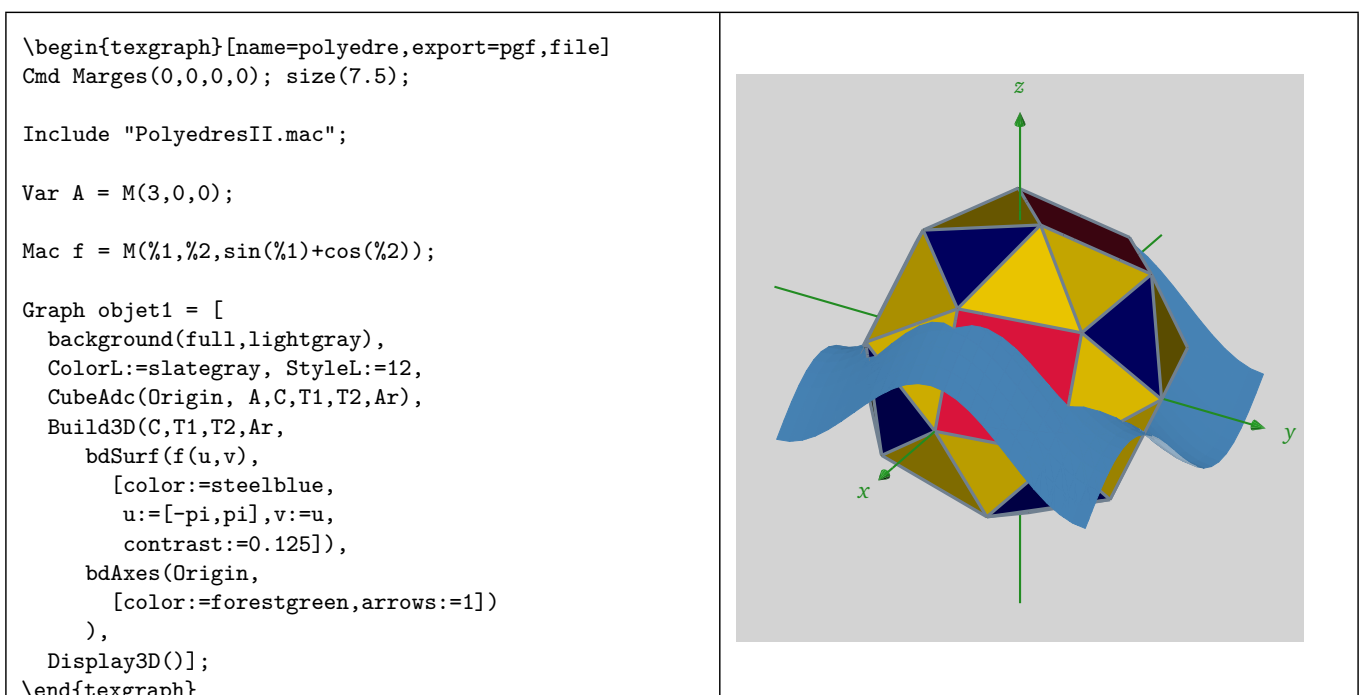 \begin{texgraph}[name=polyedre,export=pgf,file]
Cmd Marges(0,0,0,0); size(7.5);
Include "PolyedresII.mac";
Var A = M(3,0,0);
Mac f = M(%1,%2,sin(%1)+cos(%2));
Graph objet1 = [
  background(full,lightgray),
  ColorL:=slategray, StyleL:=12,
  CubeAdc(Origin, A,C,T1,T2,Ar),
  Build3D(C,T1,T2,Ar,
     bdSurf(f(u,v),
       [color:=steelblue,
        u:=[-pi,pi],v:=u,
        contrast:=0.125]),
     bdAxes(Origin,
       [color:=forestgreen,arrows:=1])
     ),
  Display3D()];
\end{texgraph}
z
y
x